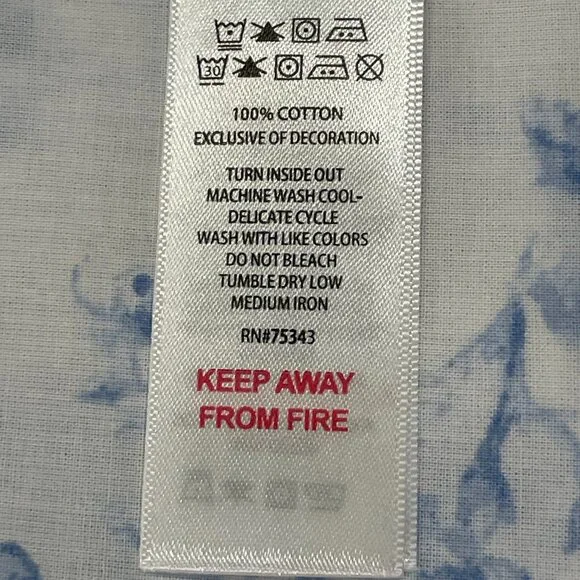 30
100% COTTON
EXCLUSIVE OF DECORATION
TURN INSIDE OUT
MACHINE WASH COOL-
DELICATE CYCLE
WASH WITH LIKE COLORS
DO NOT BLEACH
TUMBLE DRY LOW
MEDIUM IRON
RN#75343
KEEP AWAY
FROM FIRE